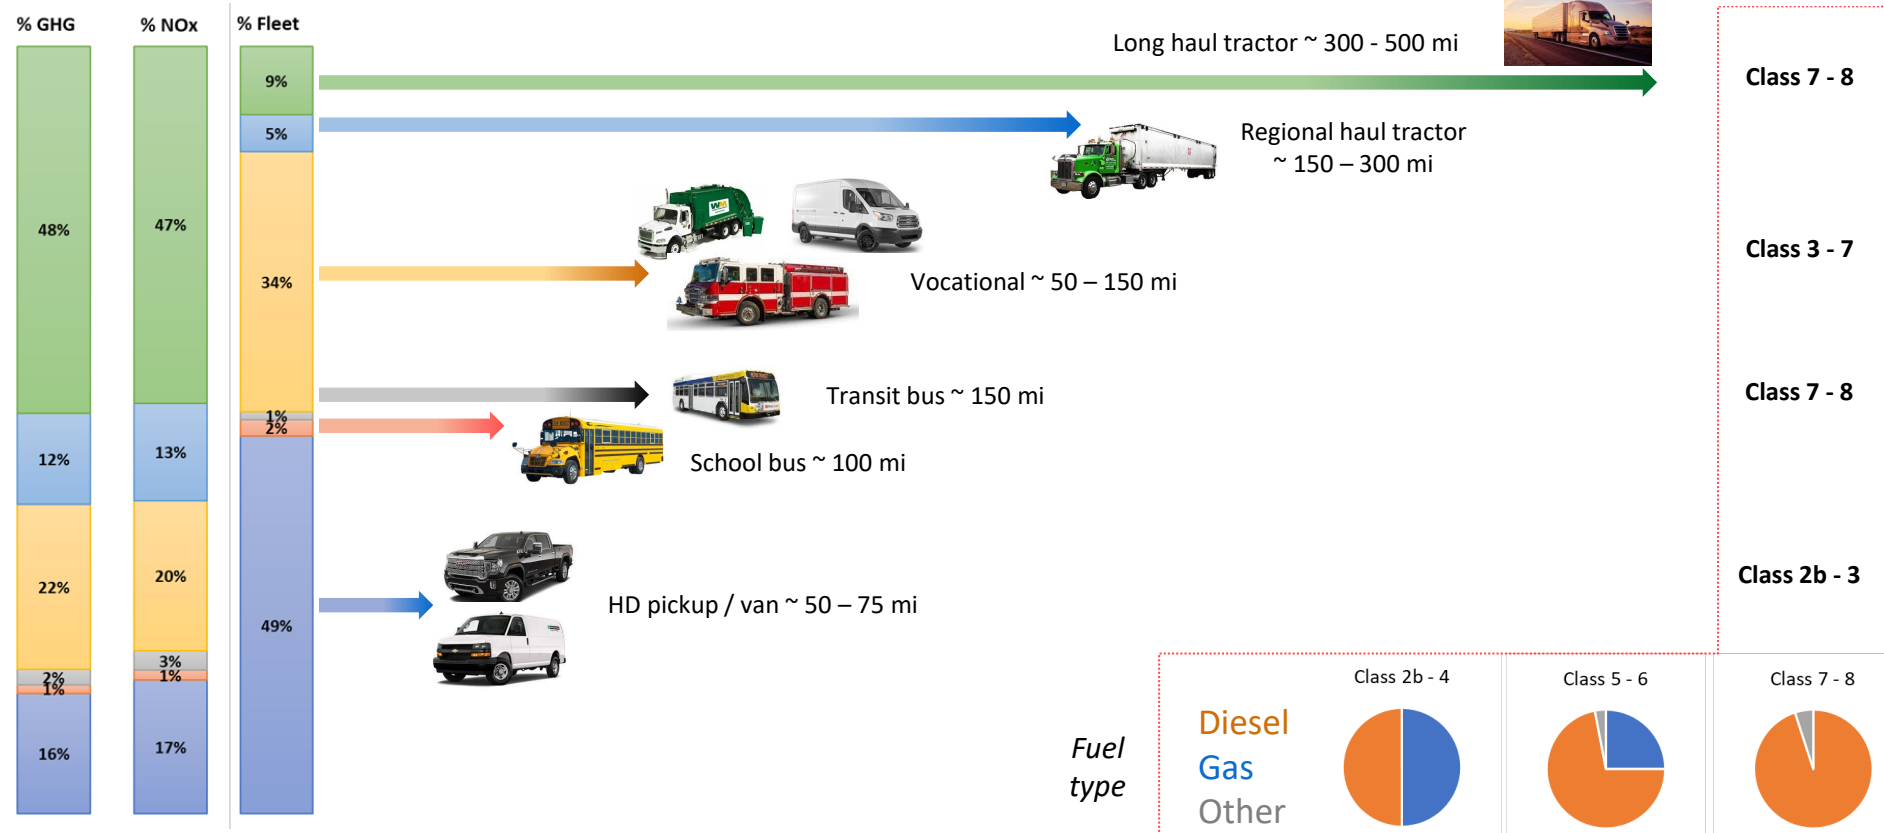 % GHG
% NOx
% Fleet
48%
12%
22%
2%
1%
16%
47%
13%
20%
3%
1%
17%
9%
5%
34%
1%
2%
49%
Long haul tractor ~ 300 - 500 mi
Regional haul tractor
~ 150 – 300 mi
WM
Vocational ~ 50 – 150 mi
Transit bus ~ 150 mi
School bus ~ 100 mi
HD pickup / van ~ 50 – 75 mi
Class 7 - 8
Class 3 - 7
Class 7 - 8
Class 2b - 3
Fuel
type
Diesel
Gas
Other
Class 2b - 4
Class 5 - 6
Class 7 - 8